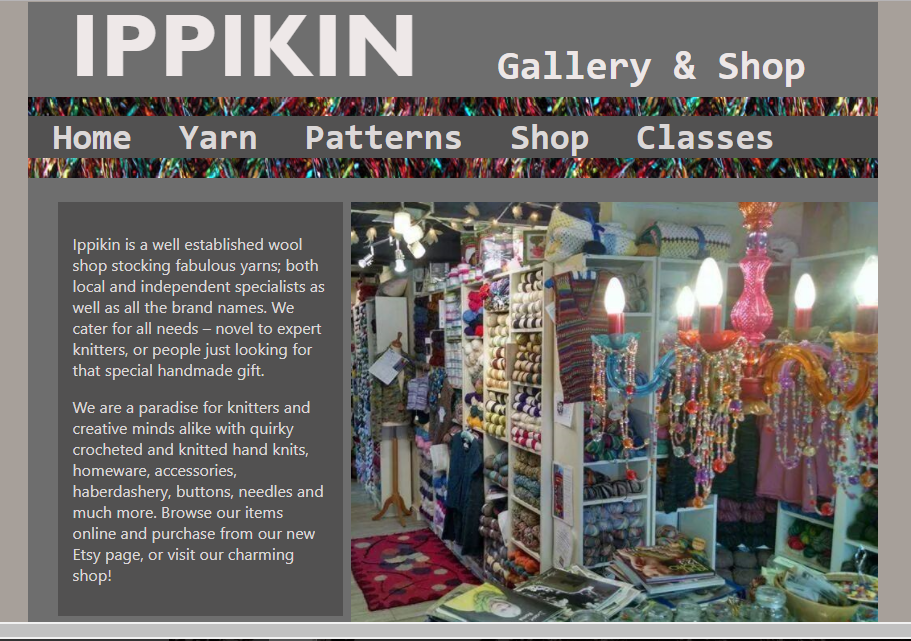 IPPIKIN
Gallery & Shop
Home Yarn Patterns Shop Classes
Ippikin is a well established wool
shop stocking fabulous yarns; both
local and independent specialists as
well as all the brand names. We
cater for all needs – novel to expert
knitters, or people just looking for
that special handmade gift.
We are a paradise for knitters and
creative minds alike with quirky
crocheted and knitted hand knits,
homeware, accessories,
haberdashery, buttons, needles and
much more. Browse our items
online and purchase from our new
Etsy page, or visit our charming
shop!